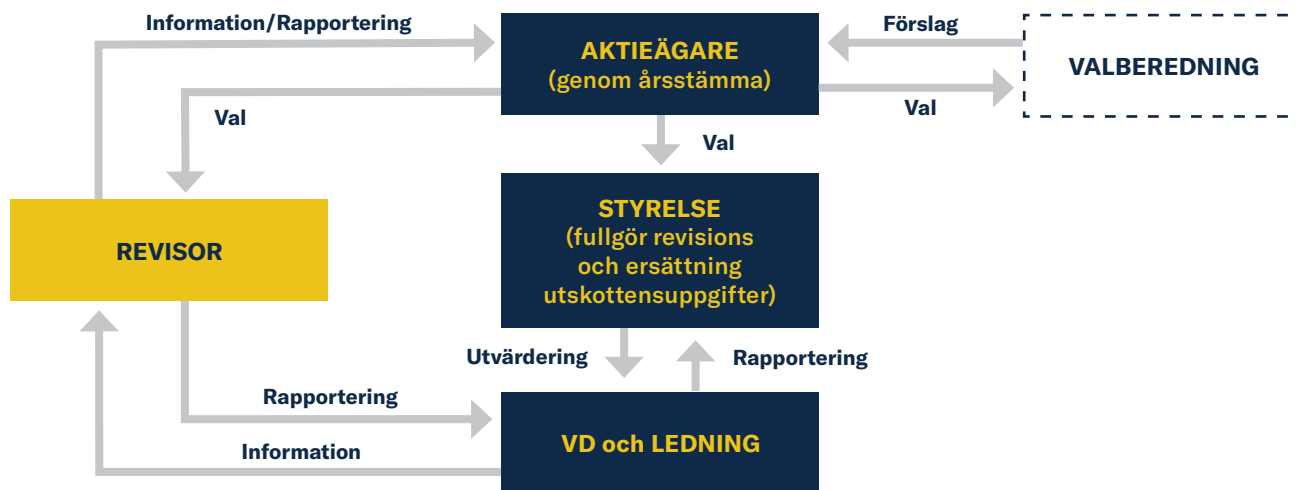 Information/Rapportering
AKTIEÄGARE
(genom årsstämma)
Förslag
VALBEREDNING
Val
Val
Val
STYRELSE
(fullgör revisions
och ersättning
utskottensuppgifter)
REVISOR
Utvärdering
Rapportering
Rapportering
VD och LEDNING
Information